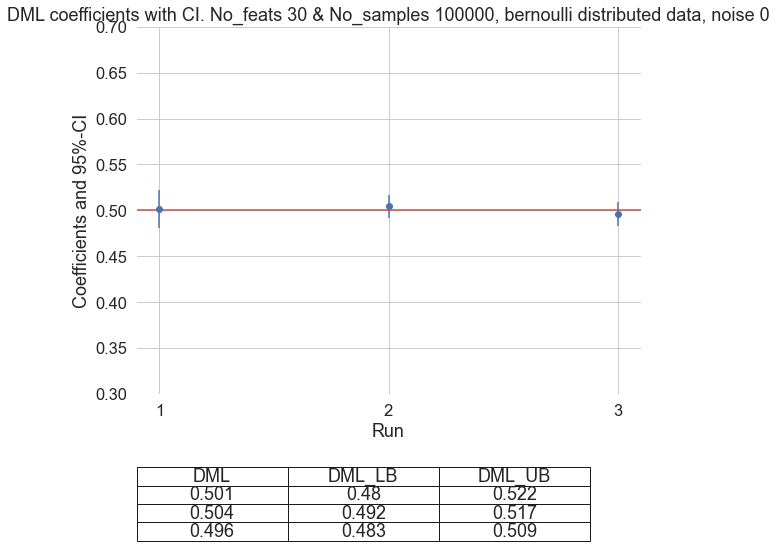 DML coefficients with CI. No_feats 30 & No_samples 100000, bernoulli distributed data, noise 0
0.70
0.65
0.60
0.55
0.50
0.45
0.40
0.35
0.30
Coefficients and 95%-CI
1 2 3
Run
DML DML_LB DML_UB
0.501 0.48 0.522
0.504 0.492 0.517
0.496 0.483 0.509